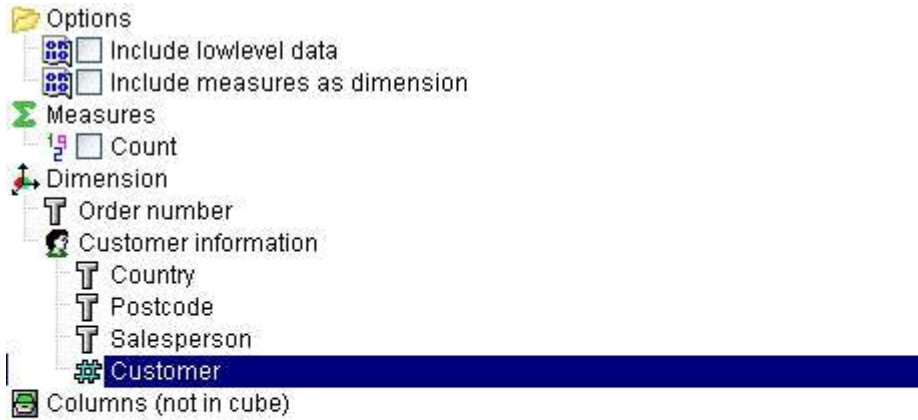 Options
Include lowlevel data
Include measures as dimension
Measures
Count
Dimension
Order number
Customer information
Country
Postcode
Salesperson
Customer
Columns (not in cube)